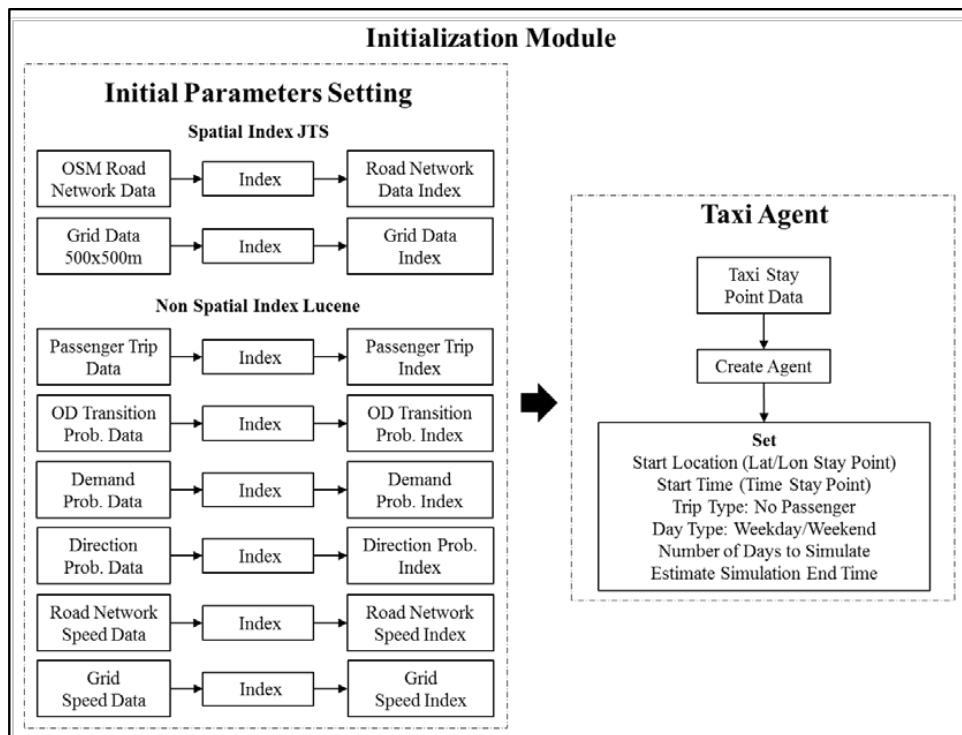 Initialization Module
Initial Parameters Setting
Spatial Index JTS
OSM Road
Network Data
Index
Road Network
Data Index
Grid Data
500x500m
Index
Grid Data
Index
Non Spatial Index Lucene
Passenger Trip
Data
Index
Passenger Trip
Index
OD Transition
Prob. Data
Index
OD Transition
Prob. Index
Demand
Prob. Data
Index
Demand
Prob. Index
Direction
Prob. Data
Index
Direction Prob.
Index
Road Network
Speed Data
Index
Road Network
Speed Index
Grid
Speed Data
Index
Grid
Speed Index
Taxi Agent
Taxi Stay
Point Data
Create Agent
Set
Start Location (Lat/Lon Stay Point)
Start Time (Time Stay Point)
Trip Type: No Passenger
Day Type: Weekday/Weekend
Number of Days to Simulate
Estimate Simulation End Time